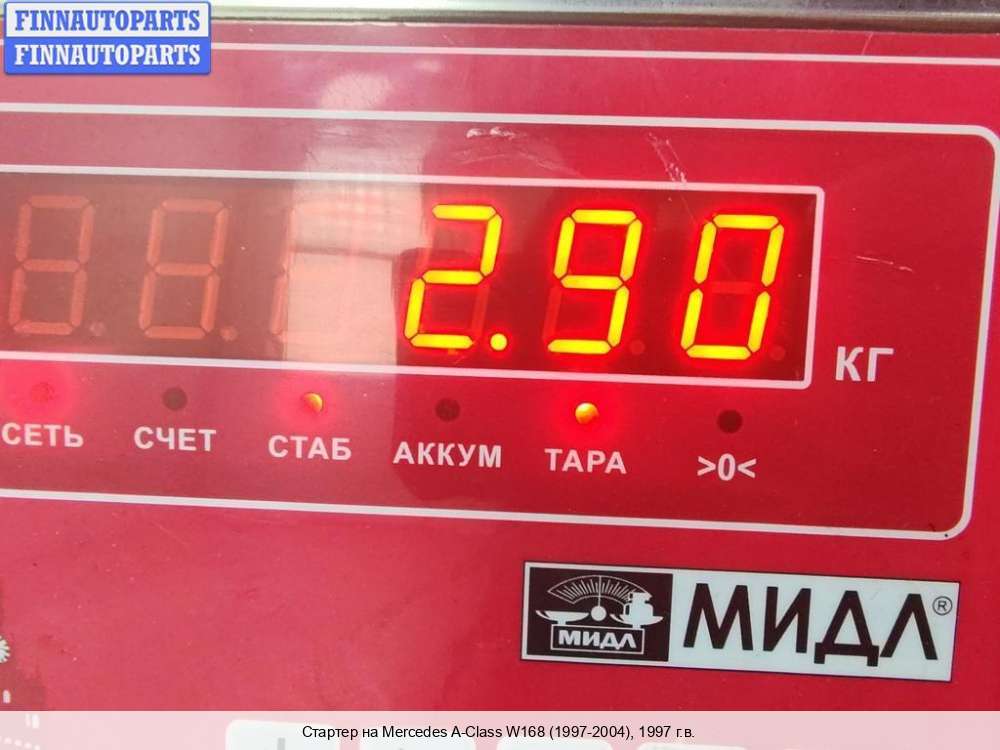 FINNAUTOPARTS
FINNAUTOPARTS
2.90
КГ
СЕТЬ СЧЕТ СТАБ АККУМ ТАРА >0<
МИДЛ МИДЛ®
Стартер на Mercedes A-Class W168 (1997-2004), 1997 г.в.